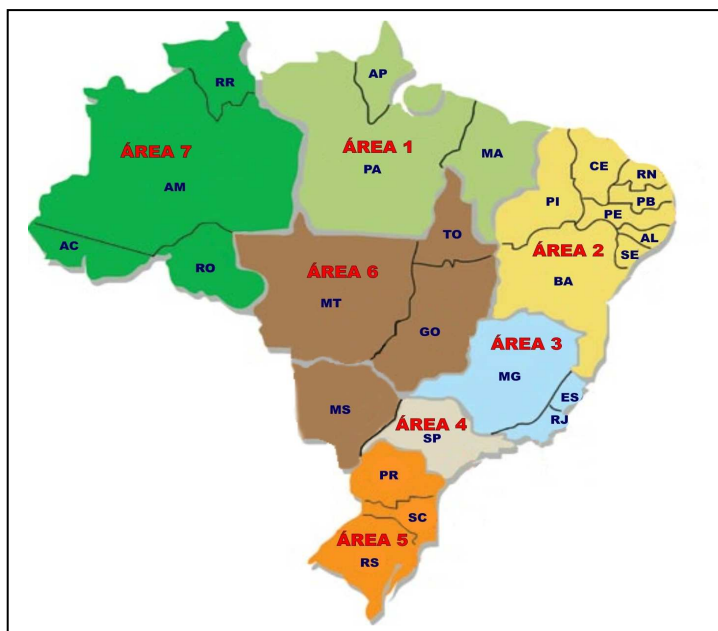 RR
AP
ÁREA 7
ÁREA 1
MA
PA
CE
RN
AM
PI
PB
PE
TO
AL
AC
ÁREA 2
SE
RO
ÁREA 6
BA
MT
GO
ÁREA 3
MG
ES
MS
RJ
ÁREA 4
SP
PR
SC
ÁREA 5
RS